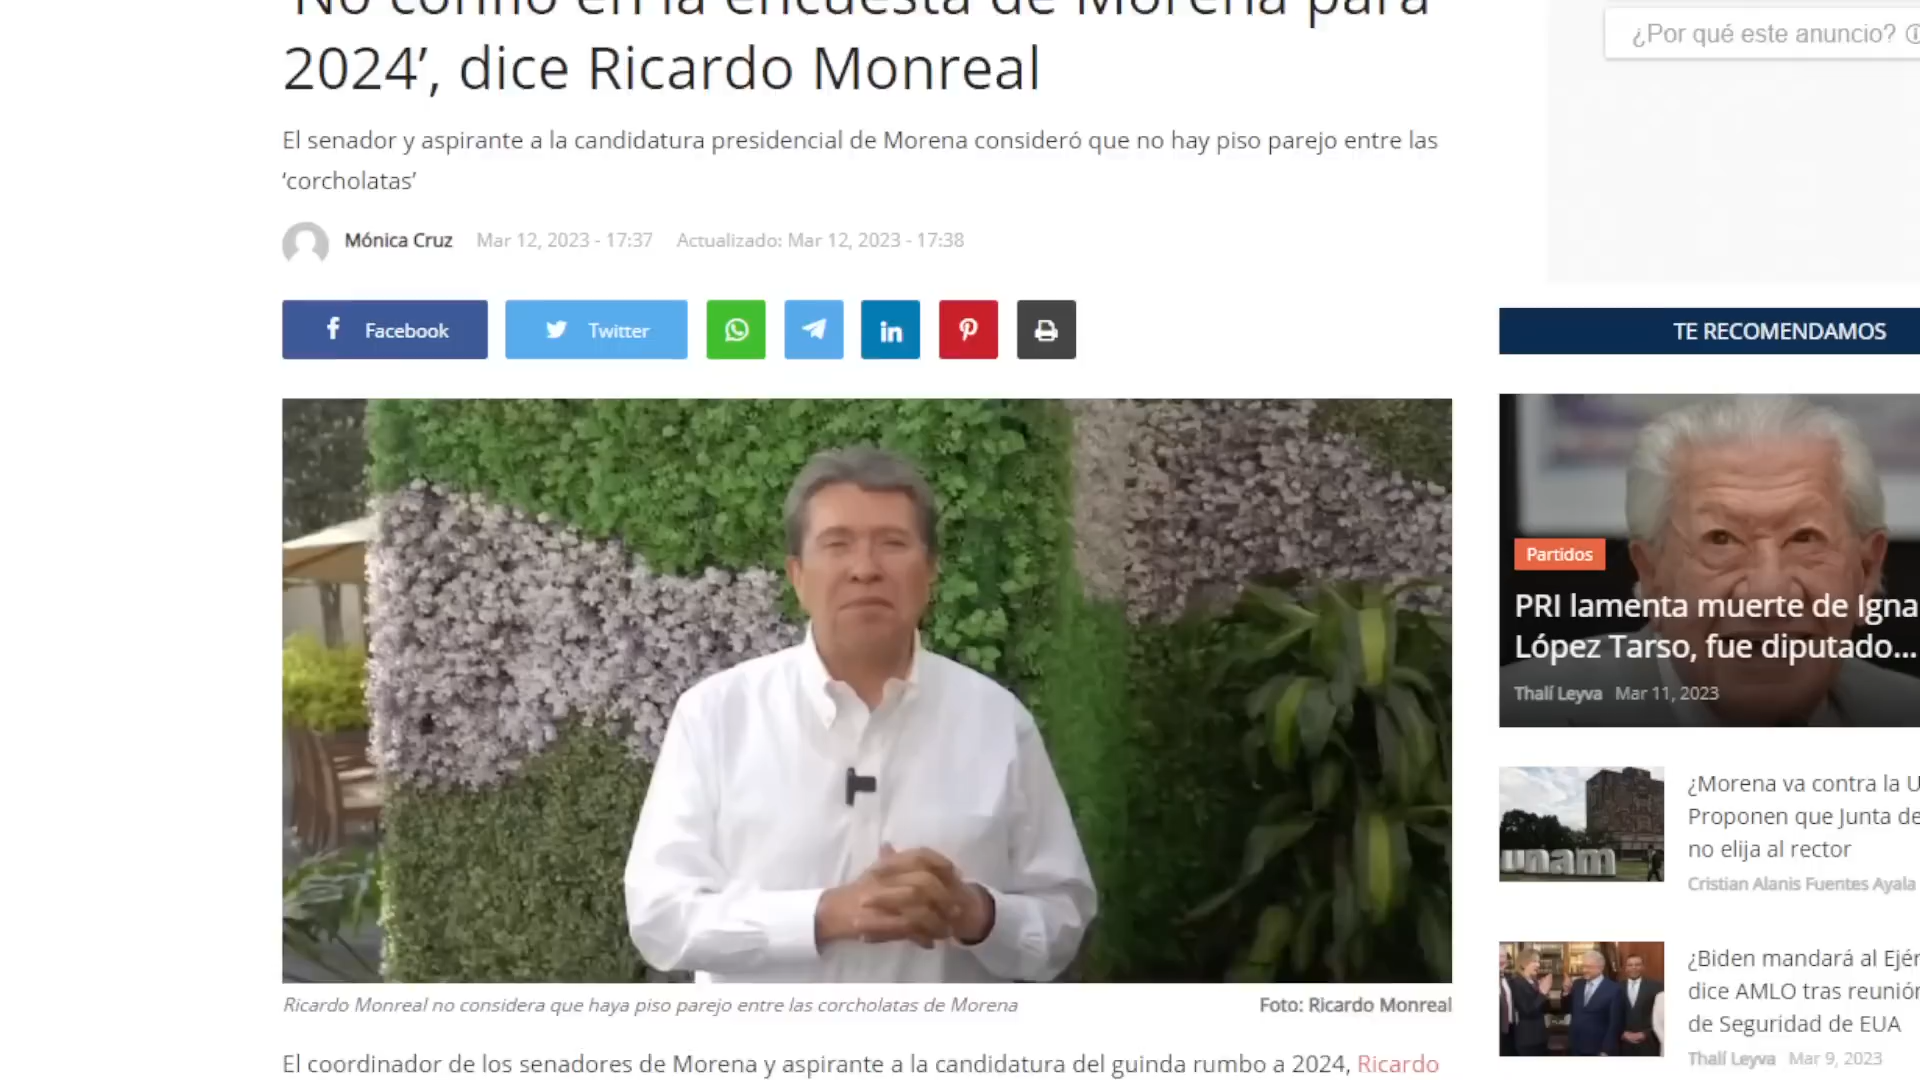 'No confío en la encuesta de Morena para
2024’, dice Ricardo Monreal
El senador y aspirante a la candidatura presidencial de Morena consideró que no hay piso parejo entre las
‘corcholatas’
Mónica Cruz Mar 12, 2023 - 17:37 Actualizado: Mar 12, 2023 - 17:38
Facebook
Twitter
Ricardo Monreal no considera que haya piso parejo entre las corcholatas de Morena
Foto: Ricardo Monreal
El coordinador de los senadores de Morena y aspirante a la candidatura del guinda rumbo a 2024, Ricardo
¿Por qué este anuncio?
TE RECOMENDAMOS
Partidos
PRI lamenta muerte de Igna
López Tarso, fue diputado...
Thalí Leyva Mar 11, 2023
unam
¿Morena va contra la U
Proponen que Junta de
no elija al rector
Cristian Alanis Fuentes Ayala
¿Biden mandará al Ejér
dice AMLO tras reunión
de Seguridad de EUA
Thalí Leyva Mar 9, 2023